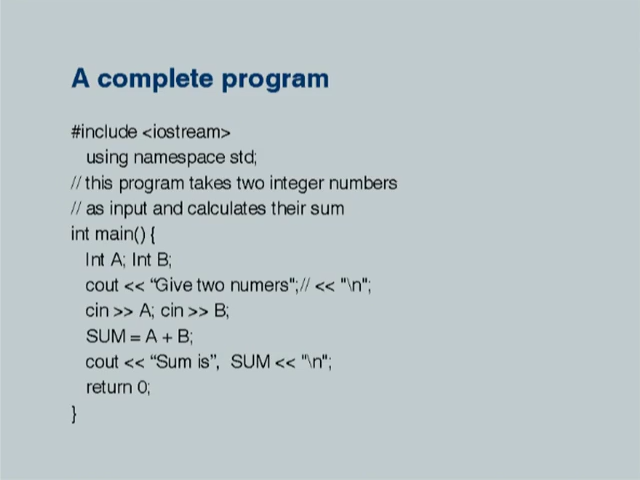 A complete program
#include <iostream>
using namespace std;
// this program takes two integer numbers
// as input and calculates their sum
int main() {
Int A; Int B;
cout << “Give two numers";// << "\n";
cin >> A; cin >> B;
SUM = A + B;
cout << “Sum is”, SUM << "\n";
return 0;
}